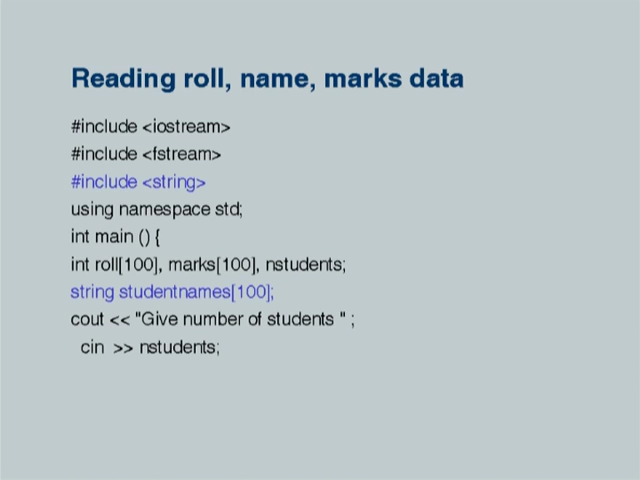 Reading roll, name, marks data
#include <iostream>
#include <fstream>
#include <string>
using namespace std;
int main () {
int roll[100], marks[100], nstudents;
string studentnames[100];
cout << "Give number of students " ;
cin >> nstudents;